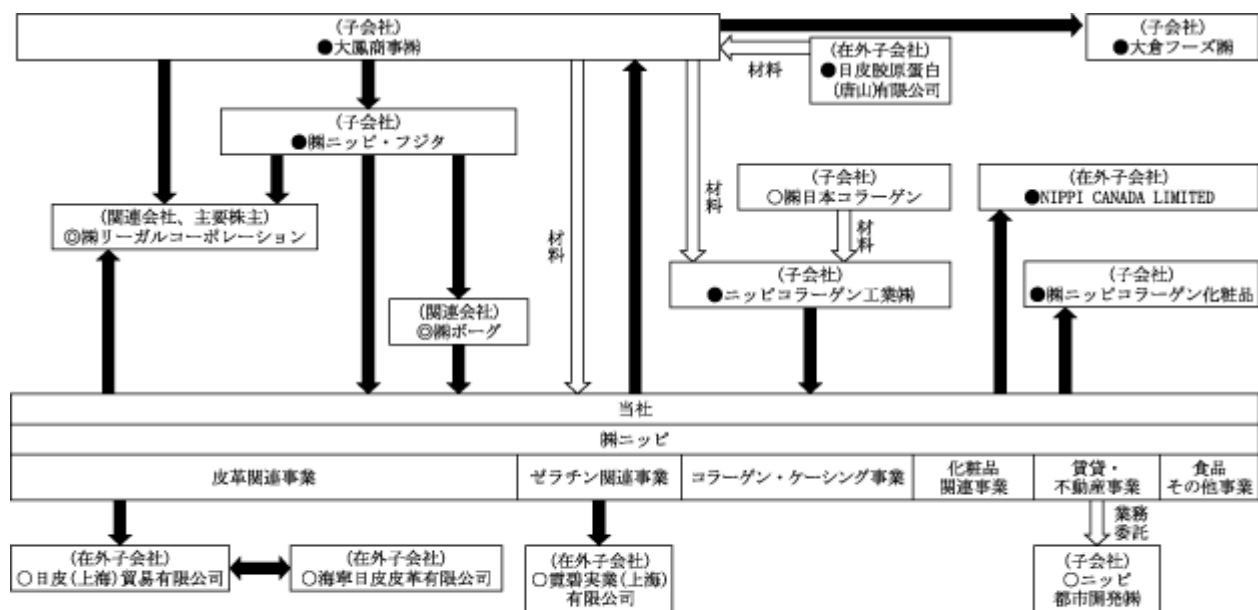 (子会社)
●大鳳商事㈱
(子会社)
●大倉フーズ㈱
(在外子会社)
●日皮胶原蛋白
(唐山)有限公司
材料
(子会社)
●㈱ニッピ・フジタ
(関連会社、主要株主)
◎㈱リーガルコーポレーション
材料
材料
(子会社)
○㈱日本コラーゲン
材料
(在外子会社)
●NIPPI CANADA LIMITED
(子会社)
●ニッピコラーゲン工業㈱
(子会社)
●㈱ニッピコラーゲン化粧品
(関連会社)
◎㈱ボーグ
当社
㈱ニッピ
皮革関連事業
ゼラチン関連事業
コラーゲン・ケーシング事業
化粧品
関連事業
賃貸・
不動産事業
食品
その他事業
業務
委託
(在外子会社)
○日皮(上海)貿易有限公司
(在外子会社)
○海寧日皮皮革有限公司
(在外子会社)
○霓碧実業(上海)
有限公司
(子会社)
○ニッピ
都市開発㈱